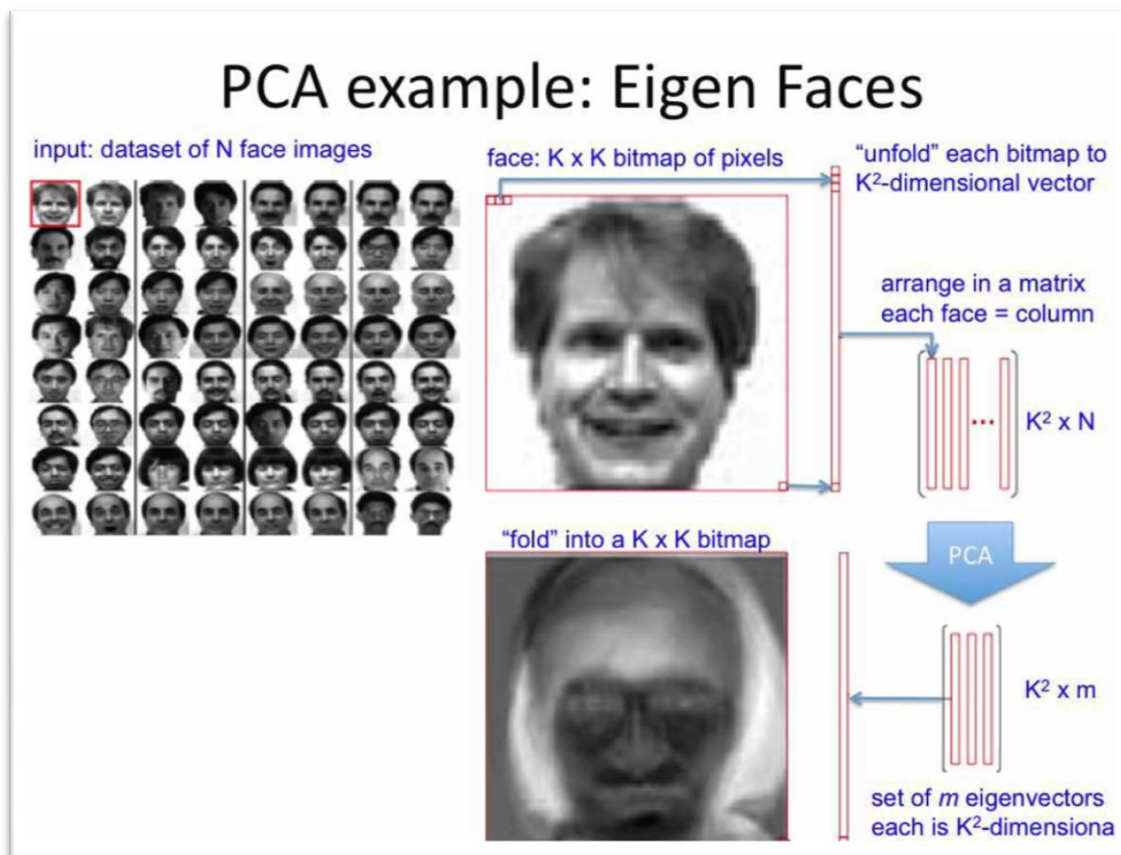 PCA example: Eigen Faces
input: dataset of N face images
face: K x K bitmap of pixels
“unfold” each bitmap to
K²-dimensional vector
arrange in a matrix
each face = column
...
K² x N
PCA
“fold” into a K x K bitmap
K² x m
set of m eigenvectors
each is K²-dimensiona